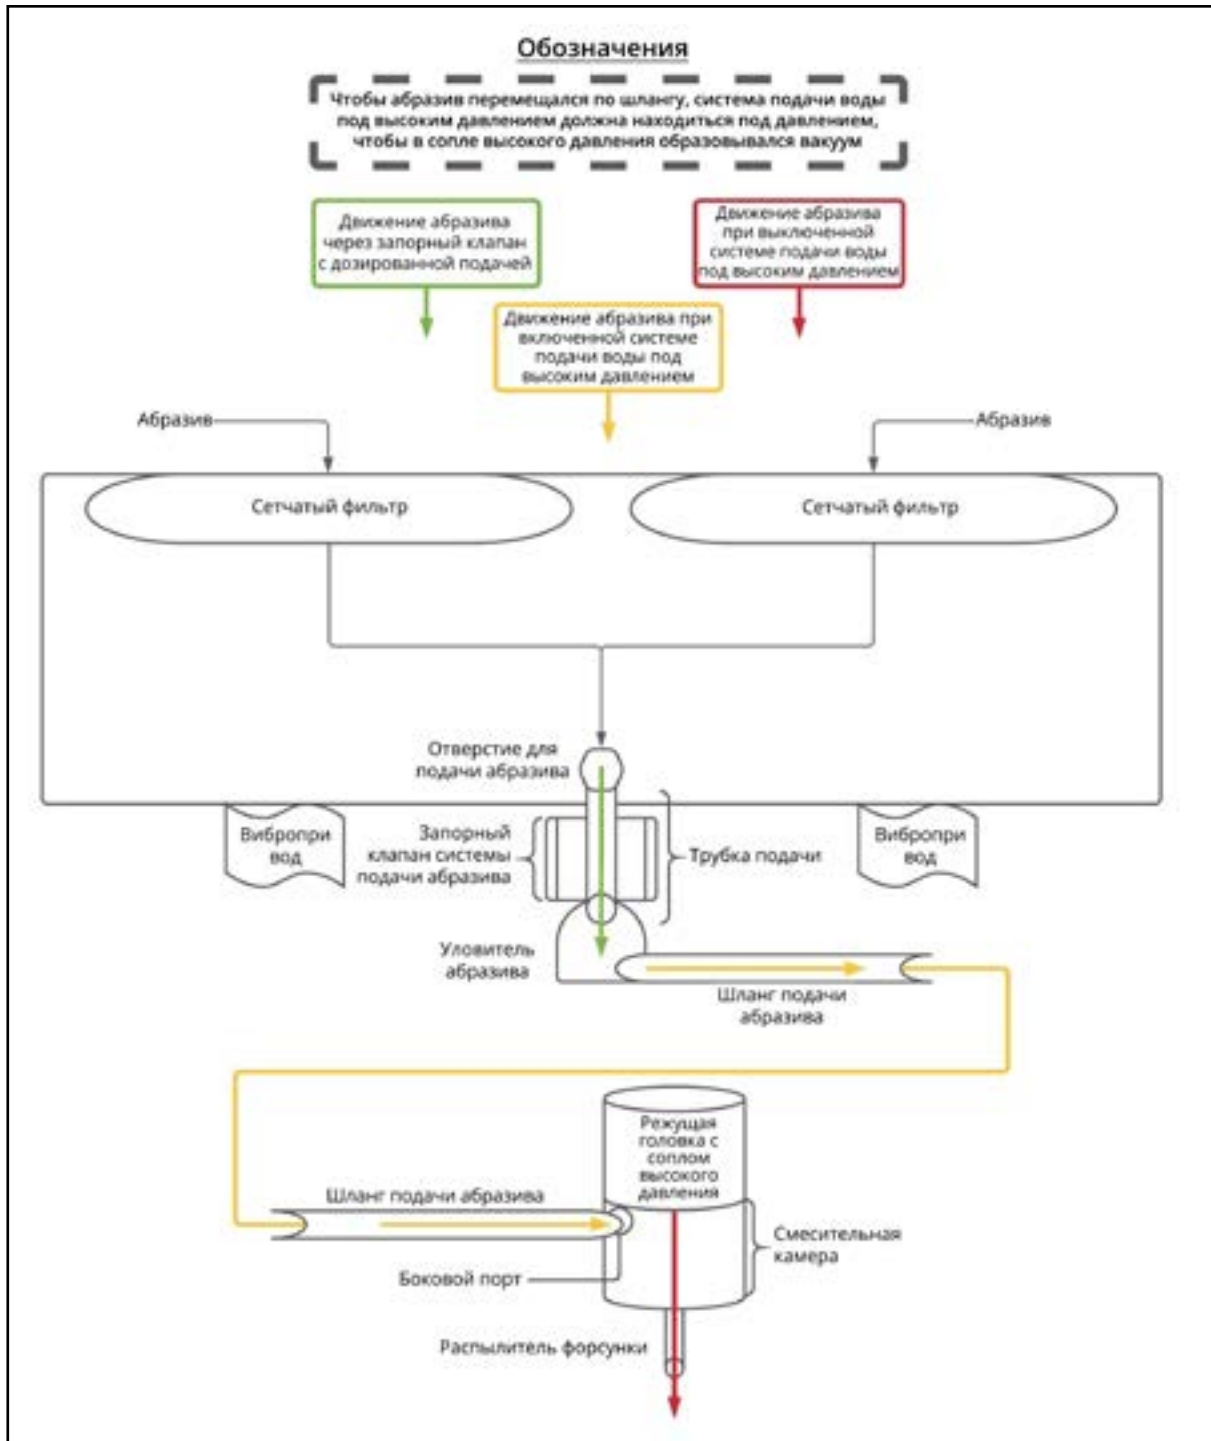 Обозначения
Чтобы абразив перемещался по шлангу, система подачи воды
под высоким давлением должна находиться под давлением,
чтобы в сопле высокого давления образовывался вакуум
Движение абразива
через запорный клапан
с дозированной подачей
Движение абразива
при выключенной
системе подачи воды
под высоким давлением
Движение абразива при
включенной системе
подачи воды под
высоким давлением
Абразив
Абразив
Сетчатый фильтр
Сетчатый фильтр
Отверстие для
подачи абразива
Вибропри
вод
Запорный
клапан системы
подачи абразива
Трубка подачи
Вибропри
вод
Уловитель
абразива
Шланг подачи
абразива
Режущая
головка с
соплом
высокого
давления
Шланг подачи абразива
Смесительная
камера
Боковой порт
Распылитель форсунки